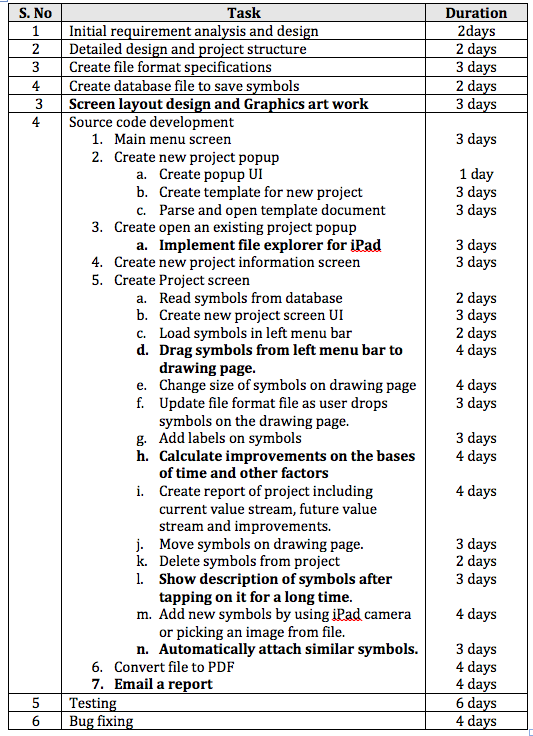 S. No Task Duration
1 Initial requirement analysis and design 2days
2 Detailed design and project structure 2 days
3 Create file format specifications 3 days
4 Create database file to save symbols 2 days
3 Screen layout design and Graphics art work 3 days
4 Source code development
1. Main menu screen 3 days
2. Create new project popup
a. Create popup UI 1 day
b. Create template for new project 3 days
c. Parse and open template document 3 days
3. Create open an existing project popup
a. Implement file explorer for iPad 3 days
4. Create new project information screen 3 days
5. Create Project screen
a. Read symbols from database 2 days
b. Create new project screen UI 3 days
c. Load symbols in left menu bar 2 days
d. Drag symbols from left menu bar to 4 days
drawing page.
e. Change size of symbols on drawing page 4 days
f. Update file format file as user drops 3 days
symbols on the drawing page.
g. Add labels on symbols 3 days
h. Calculate improvements on the bases 4 days
of time and other factors
i. Create report of project including 4 days
current value stream, future value
stream and improvements.
j. Move symbols on drawing page. 3 days
k. Delete symbols from project 2 days
l. Show description of symbols after 3 days
tapping on it for a long time.
m. Add new symbols by using iPad camera 4 days
or picking an image from file.
n. Automatically attach similar symbols. 3 days
6. Convert file to PDF 4 days
7. Email a report 4 days
5 Testing 6 days
6 Bug fixing 4 days